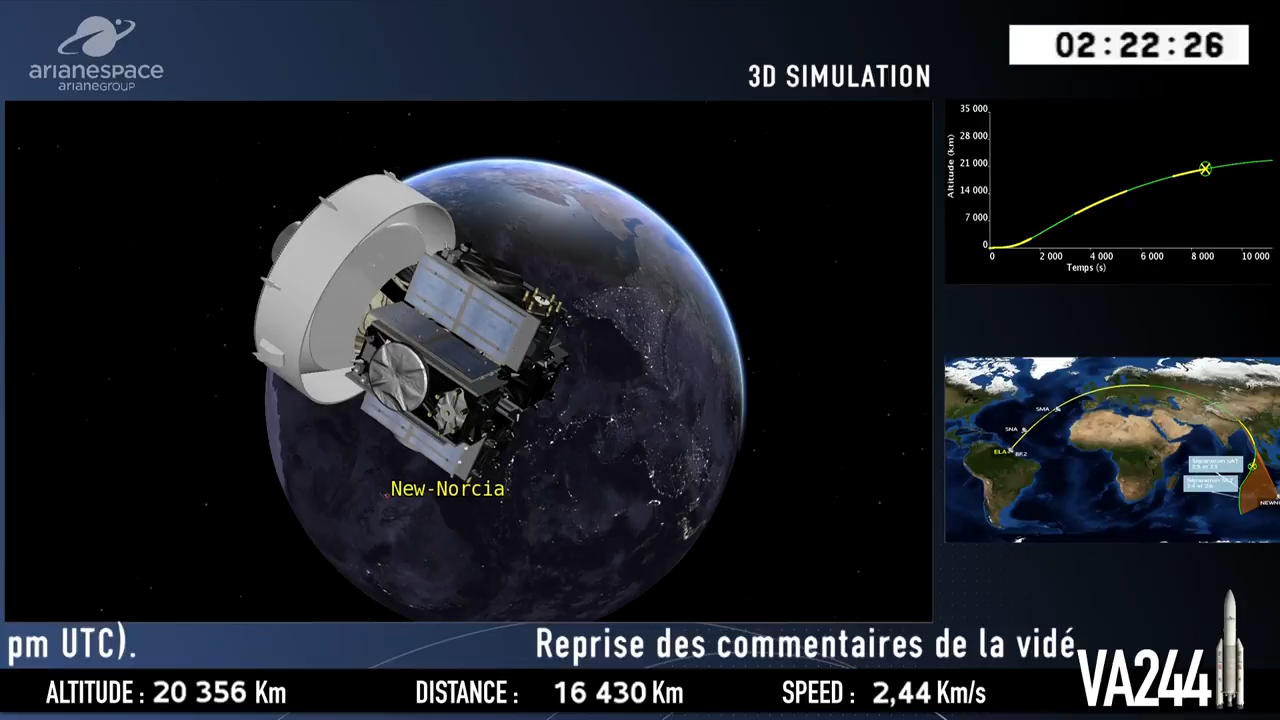 arianespace
arianeGROUP
3D SIMULATION
02:22:26
35 000
28 000
21 000
14 000
7 000
0
Altitude (km)
0 2 000 4 000 6 000 8 000 10 000
Temps (s)
New-Norcia
SMA
SNA
ELA
BR2
pm UTC). Reprise des commentaires de la vidé
VA244
ALTITUDE : 20 356 Km DISTANCE : 16 430 Km SPEED : 2,44 Km/s